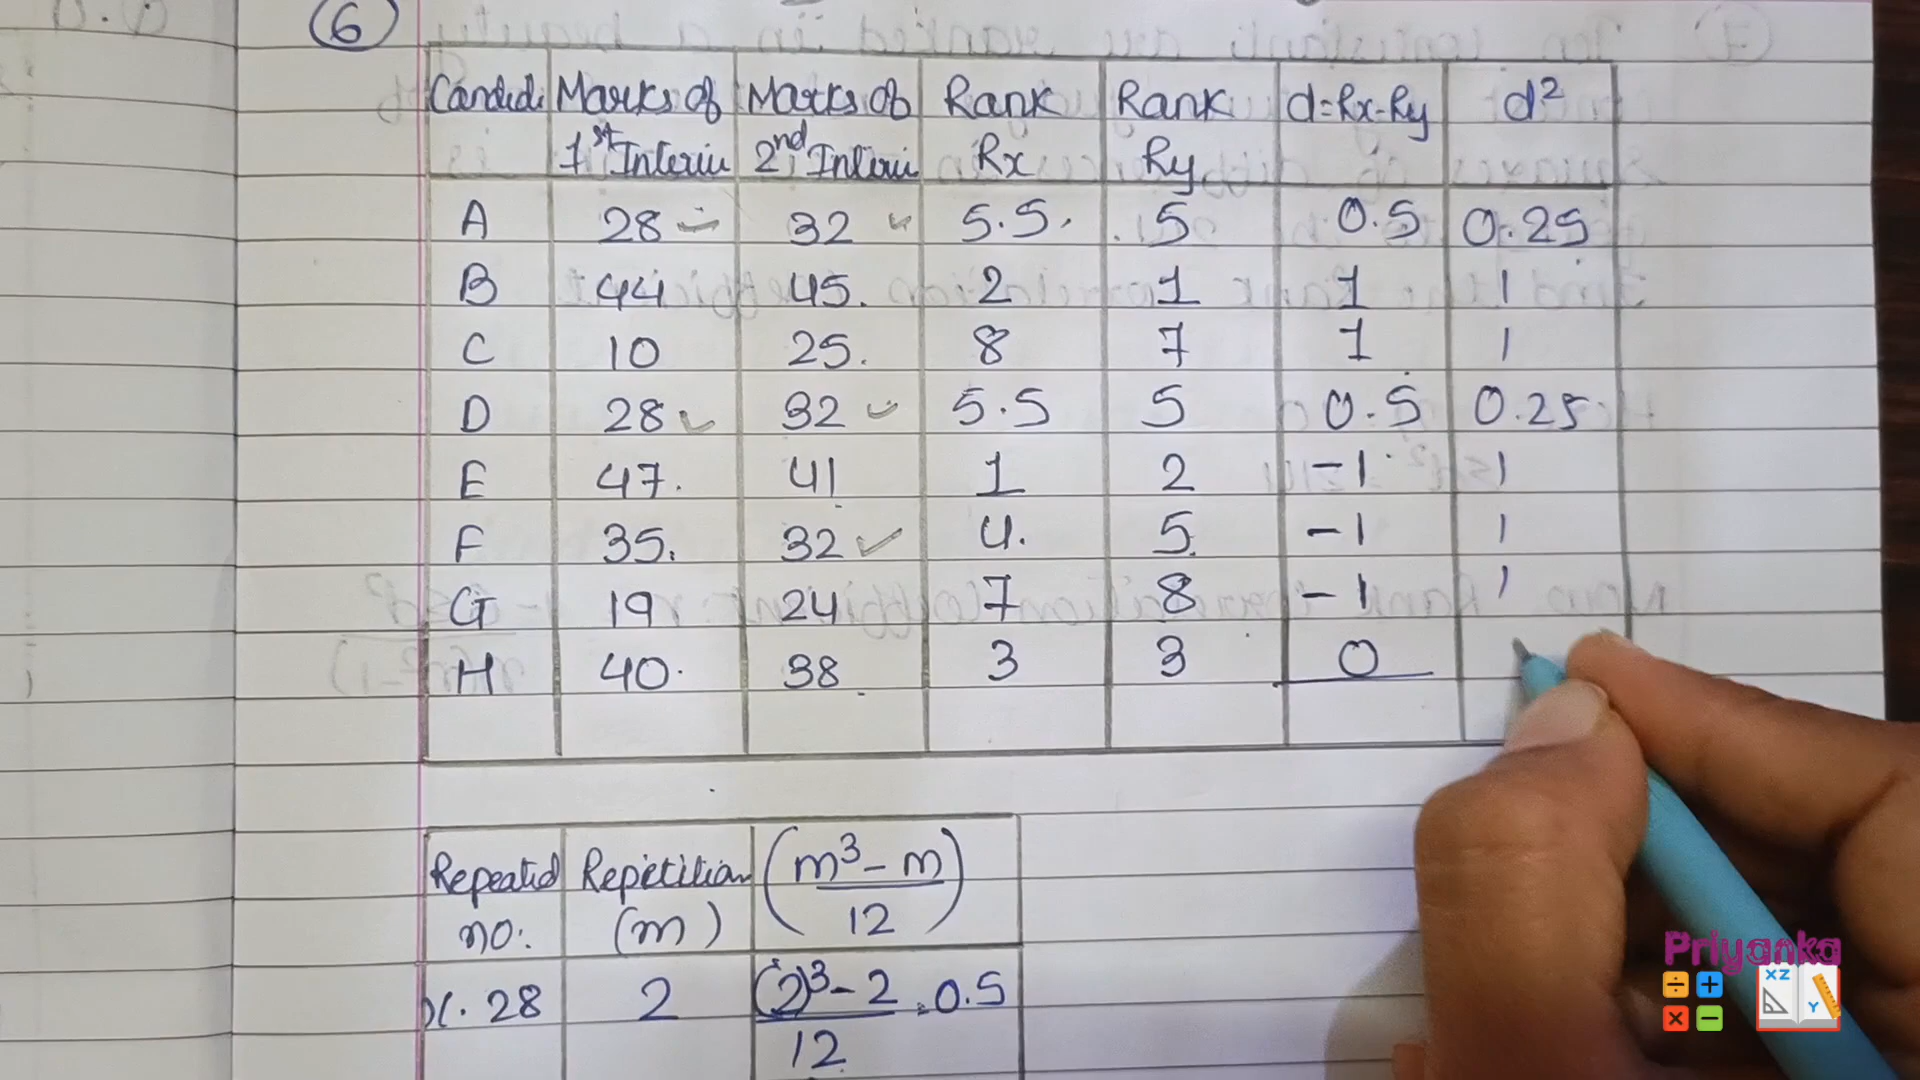 6
Candid. Marks of Marks of Rank Rank d=Rx-Ry d²
1st Interiu 2nd Interiu Rx Ry
A 28 32 5.5 5 0.5 0.25
B 44 45 2 1 1 1
C 10 25 8 7 1 1
D 28 32 5.5 5 0.5 0.25
E 47 41 1 2 -1 1
F 35 32 4 5 -1 1
G 19 24 7 8 -1 1
H 40 38 3 3 0
Repeated Repetition (m³ - m / 12)
no. (m)
x. 28 2 (2)³ - 2 / 12 = 0.5
Priyanka
XZ
Y